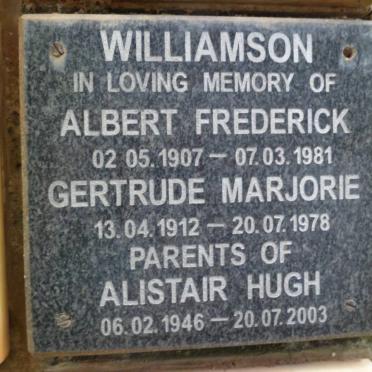 WILLIAMSON
IN LOVING MEMORY OF
ALBERT FREDERICK
02 05.1907 — 07.03.1981
GERTRUDE MARJORIE
13.04.1912 — 20.07.1978
PARENTS OF
ALISTAIR HUGH
06.02.1946 — 20.07.2003